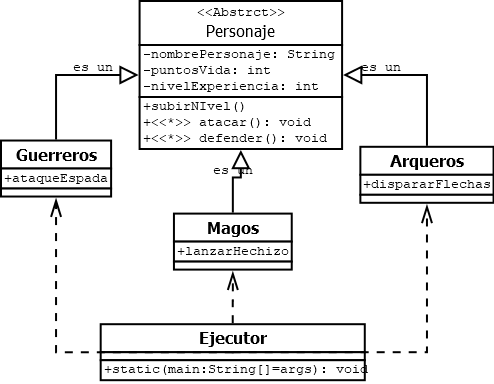 <<Abstrct>>
Personaje
-nombrePersonaje: String
-puntosVida: int
-nivelExperiencia: int
+subirNIvel()
+<<*>> atacar(): void
+<<*>> defender(): void
es un
es un
es un
Guerreros
+ataqueEspada
Arqueros
+dispararFlechas
Magos
+lanzarHechizo
Ejecutor
+static(main:String[]=args): void